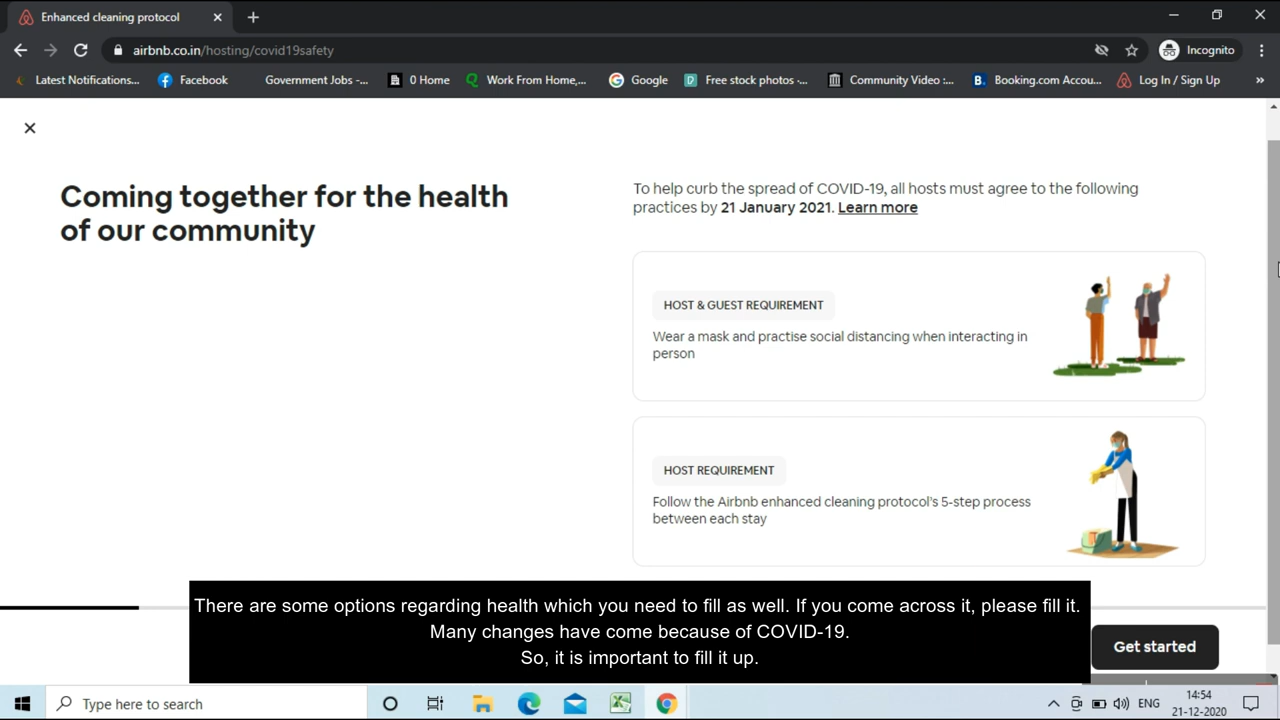 Enhanced cleaning protocol
airbnb.co.in/hosting/covid19safety
Incognito
Latest Notifications...
Facebook
Government Jobs -...
0 Home
Work From Home,...
Google
Free stock photos -...
Community Video :...
B.
Booking.com Accou...
Log In / Sign Up
»
Coming together for the health
of our community
To help curb the spread of COVID-19, all hosts must agree to the following
practices by 21 January 2021. Learn more
HOST & GUEST REQUIREMENT
Wear a mask and practise social distancing when interacting in
person
HOST REQUIREMENT
Follow the Airbnb enhanced cleaning protocol's 5-step process
between each stay
There are some options regarding health which you need to fill as well. If you come across it, please fill it.
Many changes have come because of COVID-19.
So, it is important to fill it up.
Get started
Type here to search
ENG
14:54
21-12-2020